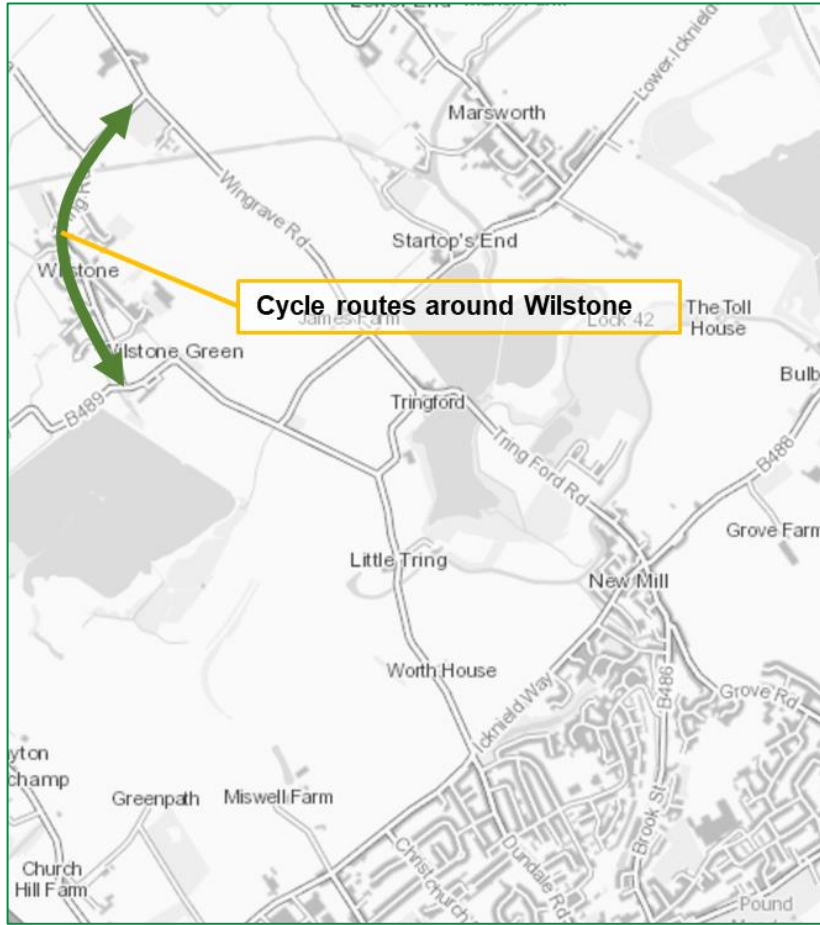 Marsworth
Lower Icknield
Wingrave Rd
Startop's End
Wilstone
Cycle routes around Wilstone
James Farm
Lock 42
The Toll
House
Wilstone Green
Tringford
B489
Tring Ford Rd
B488
Grove Farm
Little Tring
New Mill
Worth House
Icknield Way
B486
Grove Rd
Greenpath
Miswell Farm
Church
Hill Farm
Christchurch
Dundale Rd
Brook St
Pound